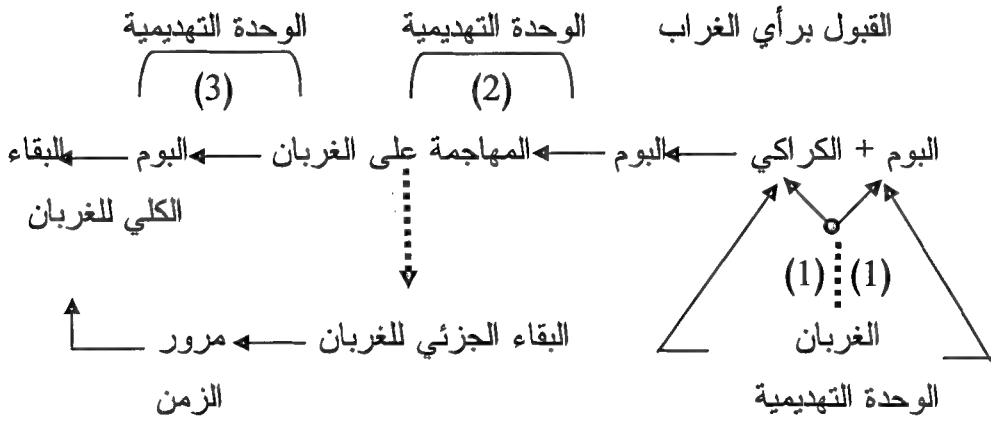 القبول برأي الغراب الوحدة التهديمية الوحدة التهديمية
(2) (3)
البوم + الكراكي البوم المهاجمة على الغربان البوم البقاء
الكلي للغربان
(1) (1)
الغربان البقاء الجزئي للغربان مرور
الوحدة التهديمية الزمن